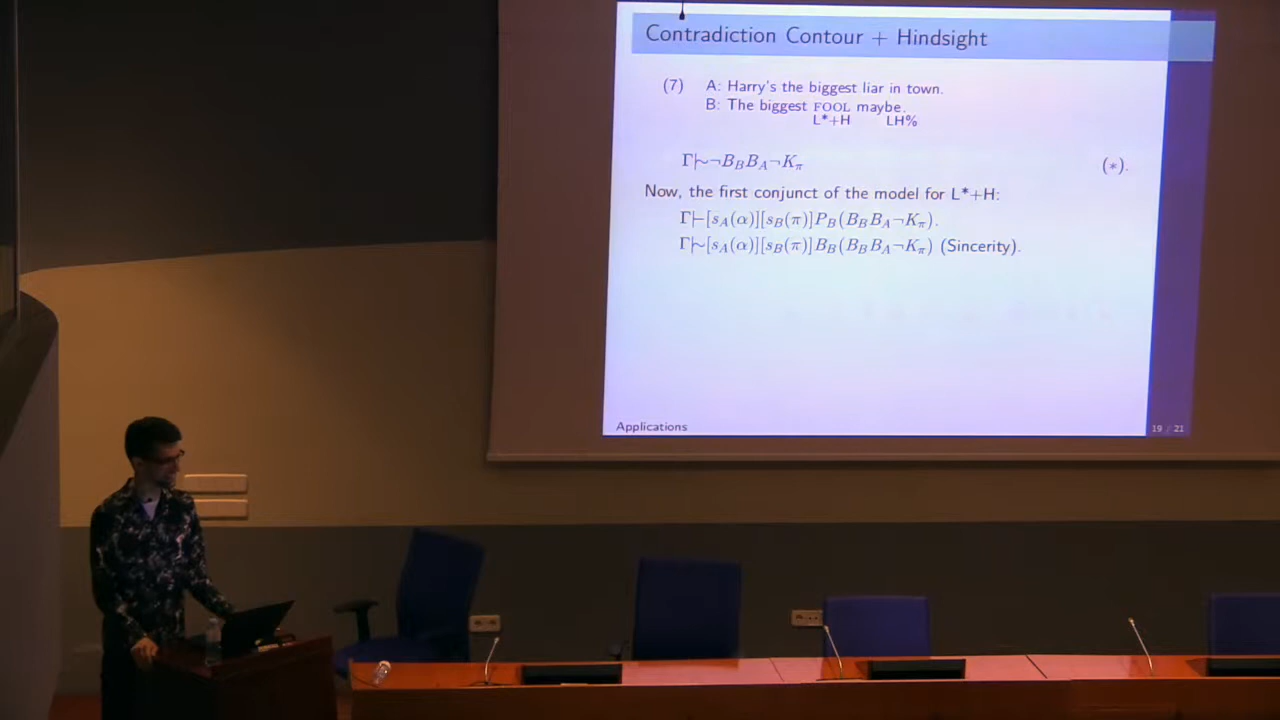 Contradiction Contour + Hindsight
(7) A: Harry's the biggest liar in town.
B: The biggest FOOL maybe.
L*+H LH%
Γ|~¬B_B B_A ¬K_π (∗).
Now, the first conjunct of the model for L*+H:
Γ⊢[s_A(α)][s_B(π)]P_B(B_B B_A ¬K_π).
Γ|~[s_A(α)][s_B(π)]B_B(B_B B_A ¬K_π) (Sincerity).
Applications 19 / 21